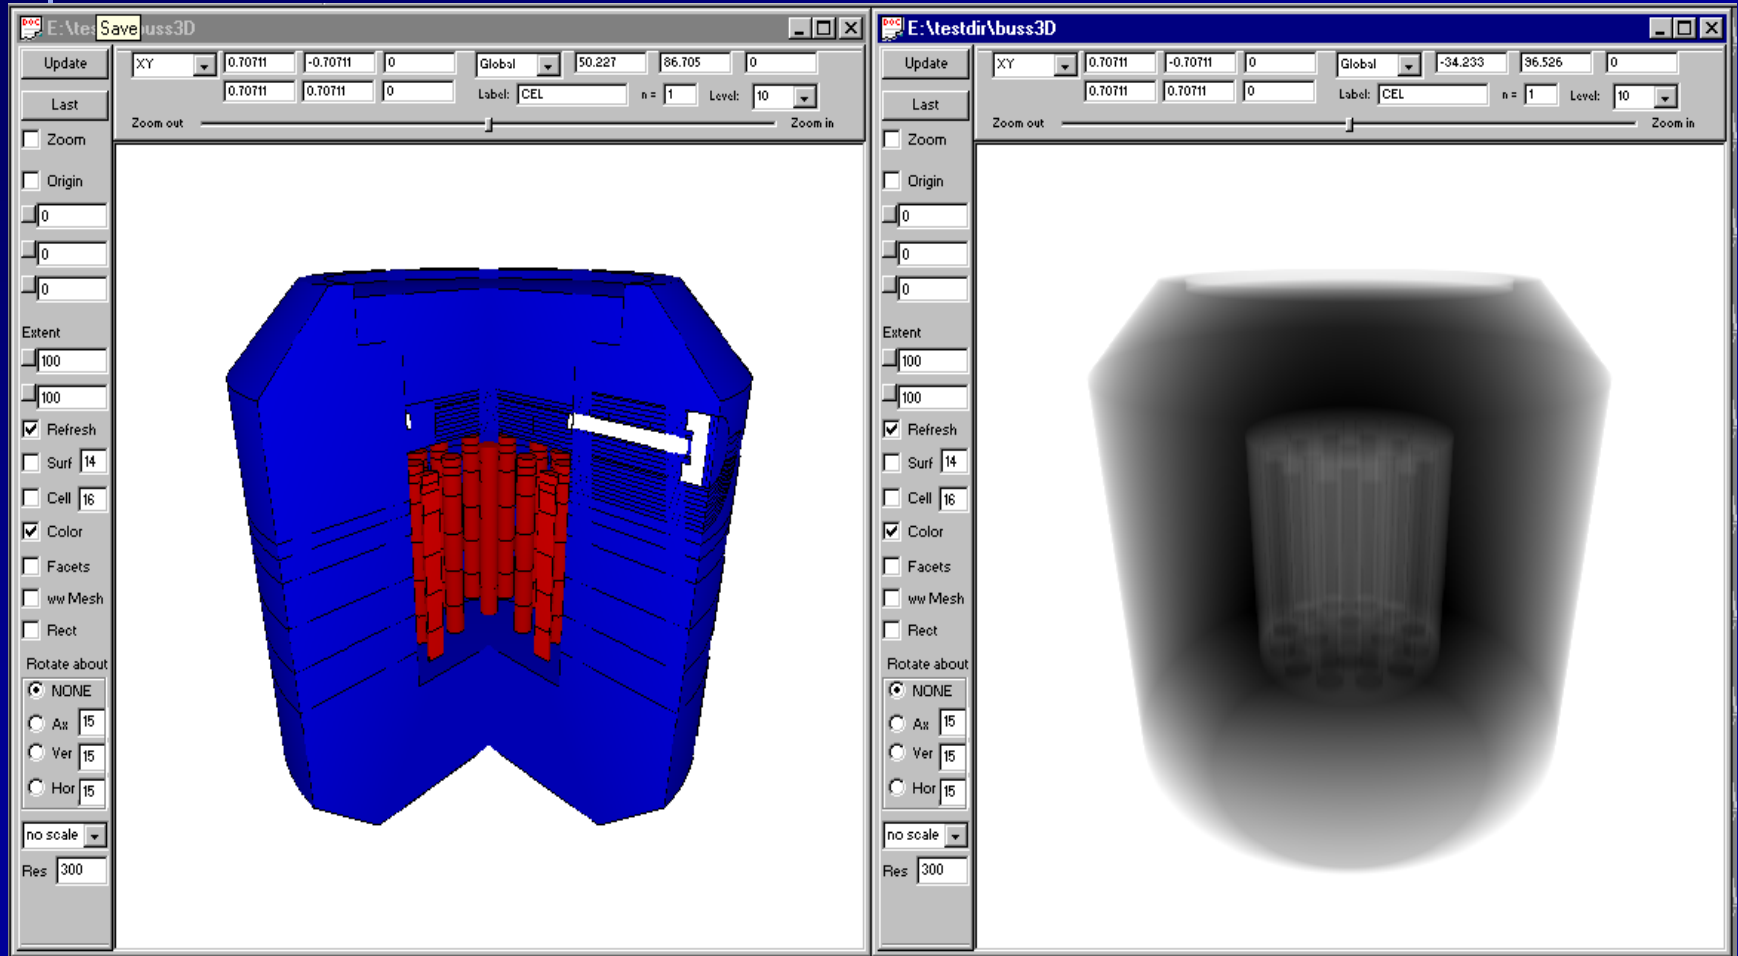 E:\tes Save buss3D
Update
XY 0.70711 -0.70711 0 Global 50.227 86.705 0
Last
0.70711 0.70711 0 Label: CEL n = 1 Level: 10
Zoom out Zoom in
Zoom
Origin
0
0
0
Extent
100
100
Refresh
Surf 14
Cell 16
Color
Facets
ww Mesh
Rect
Rotate about
NONE
Ax 15
Ver 15
Hor 15
no scale
Res 300
E:\testdir\buss3D
Update
XY 0.70711 -0.70711 0 Global -34.233 96.526 0
Last
0.70711 0.70711 0 Label: CEL n = 1 Level: 10
Zoom out Zoom in
Zoom
Origin
0
0
0
Extent
100
100
Refresh
Surf 14
Cell 16
Color
Facets
ww Mesh
Rect
Rotate about
NONE
Ax 15
Ver 15
Hor 15
no scale
Res 300